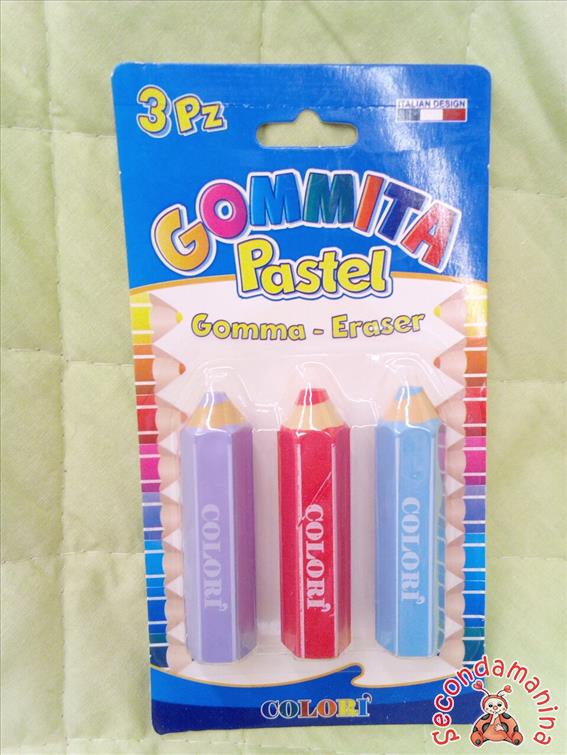 3 Pz
ITALIAN DESIGN
GOMMITA
Pastel
Gomma - Eraser
COLORI
COLORI
COLORI
COLORI
Secondamanina